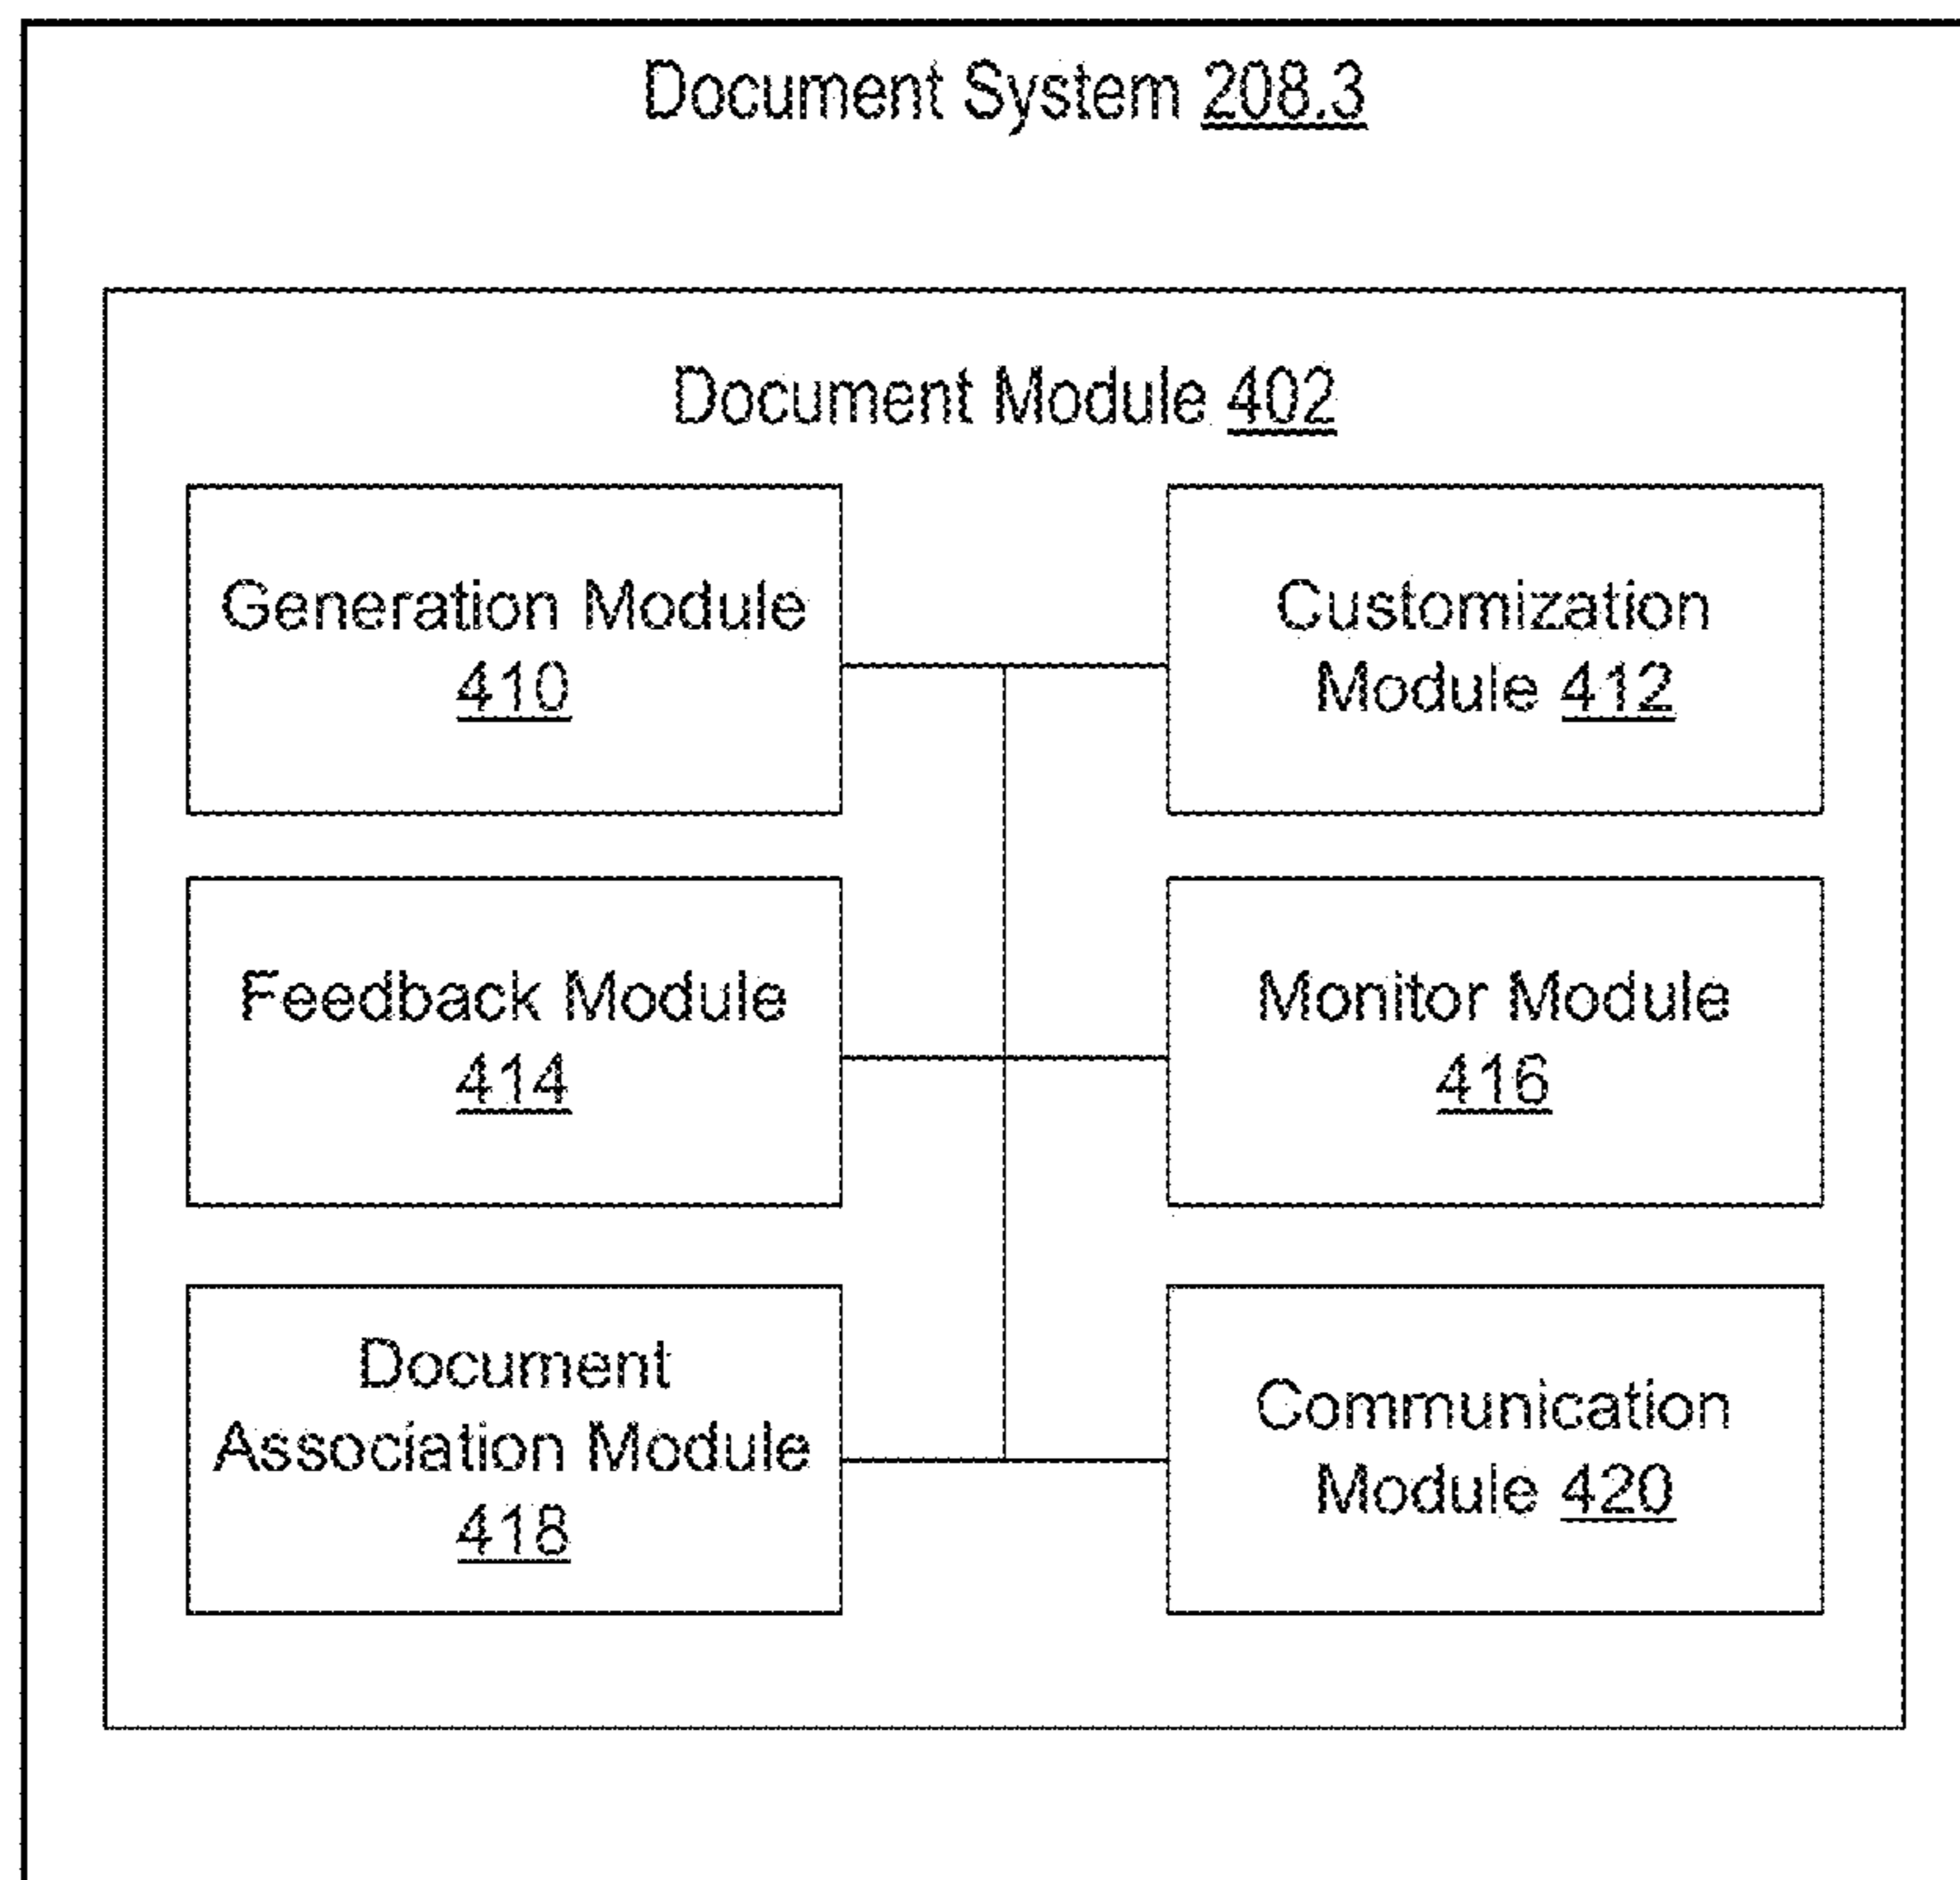 Document System 208.3
Document Module 402
Generation Module
410
Customization
Module 412
Feedback Module
414
Monitor Module
416
Document
Association Module
418
Communication
Module 420